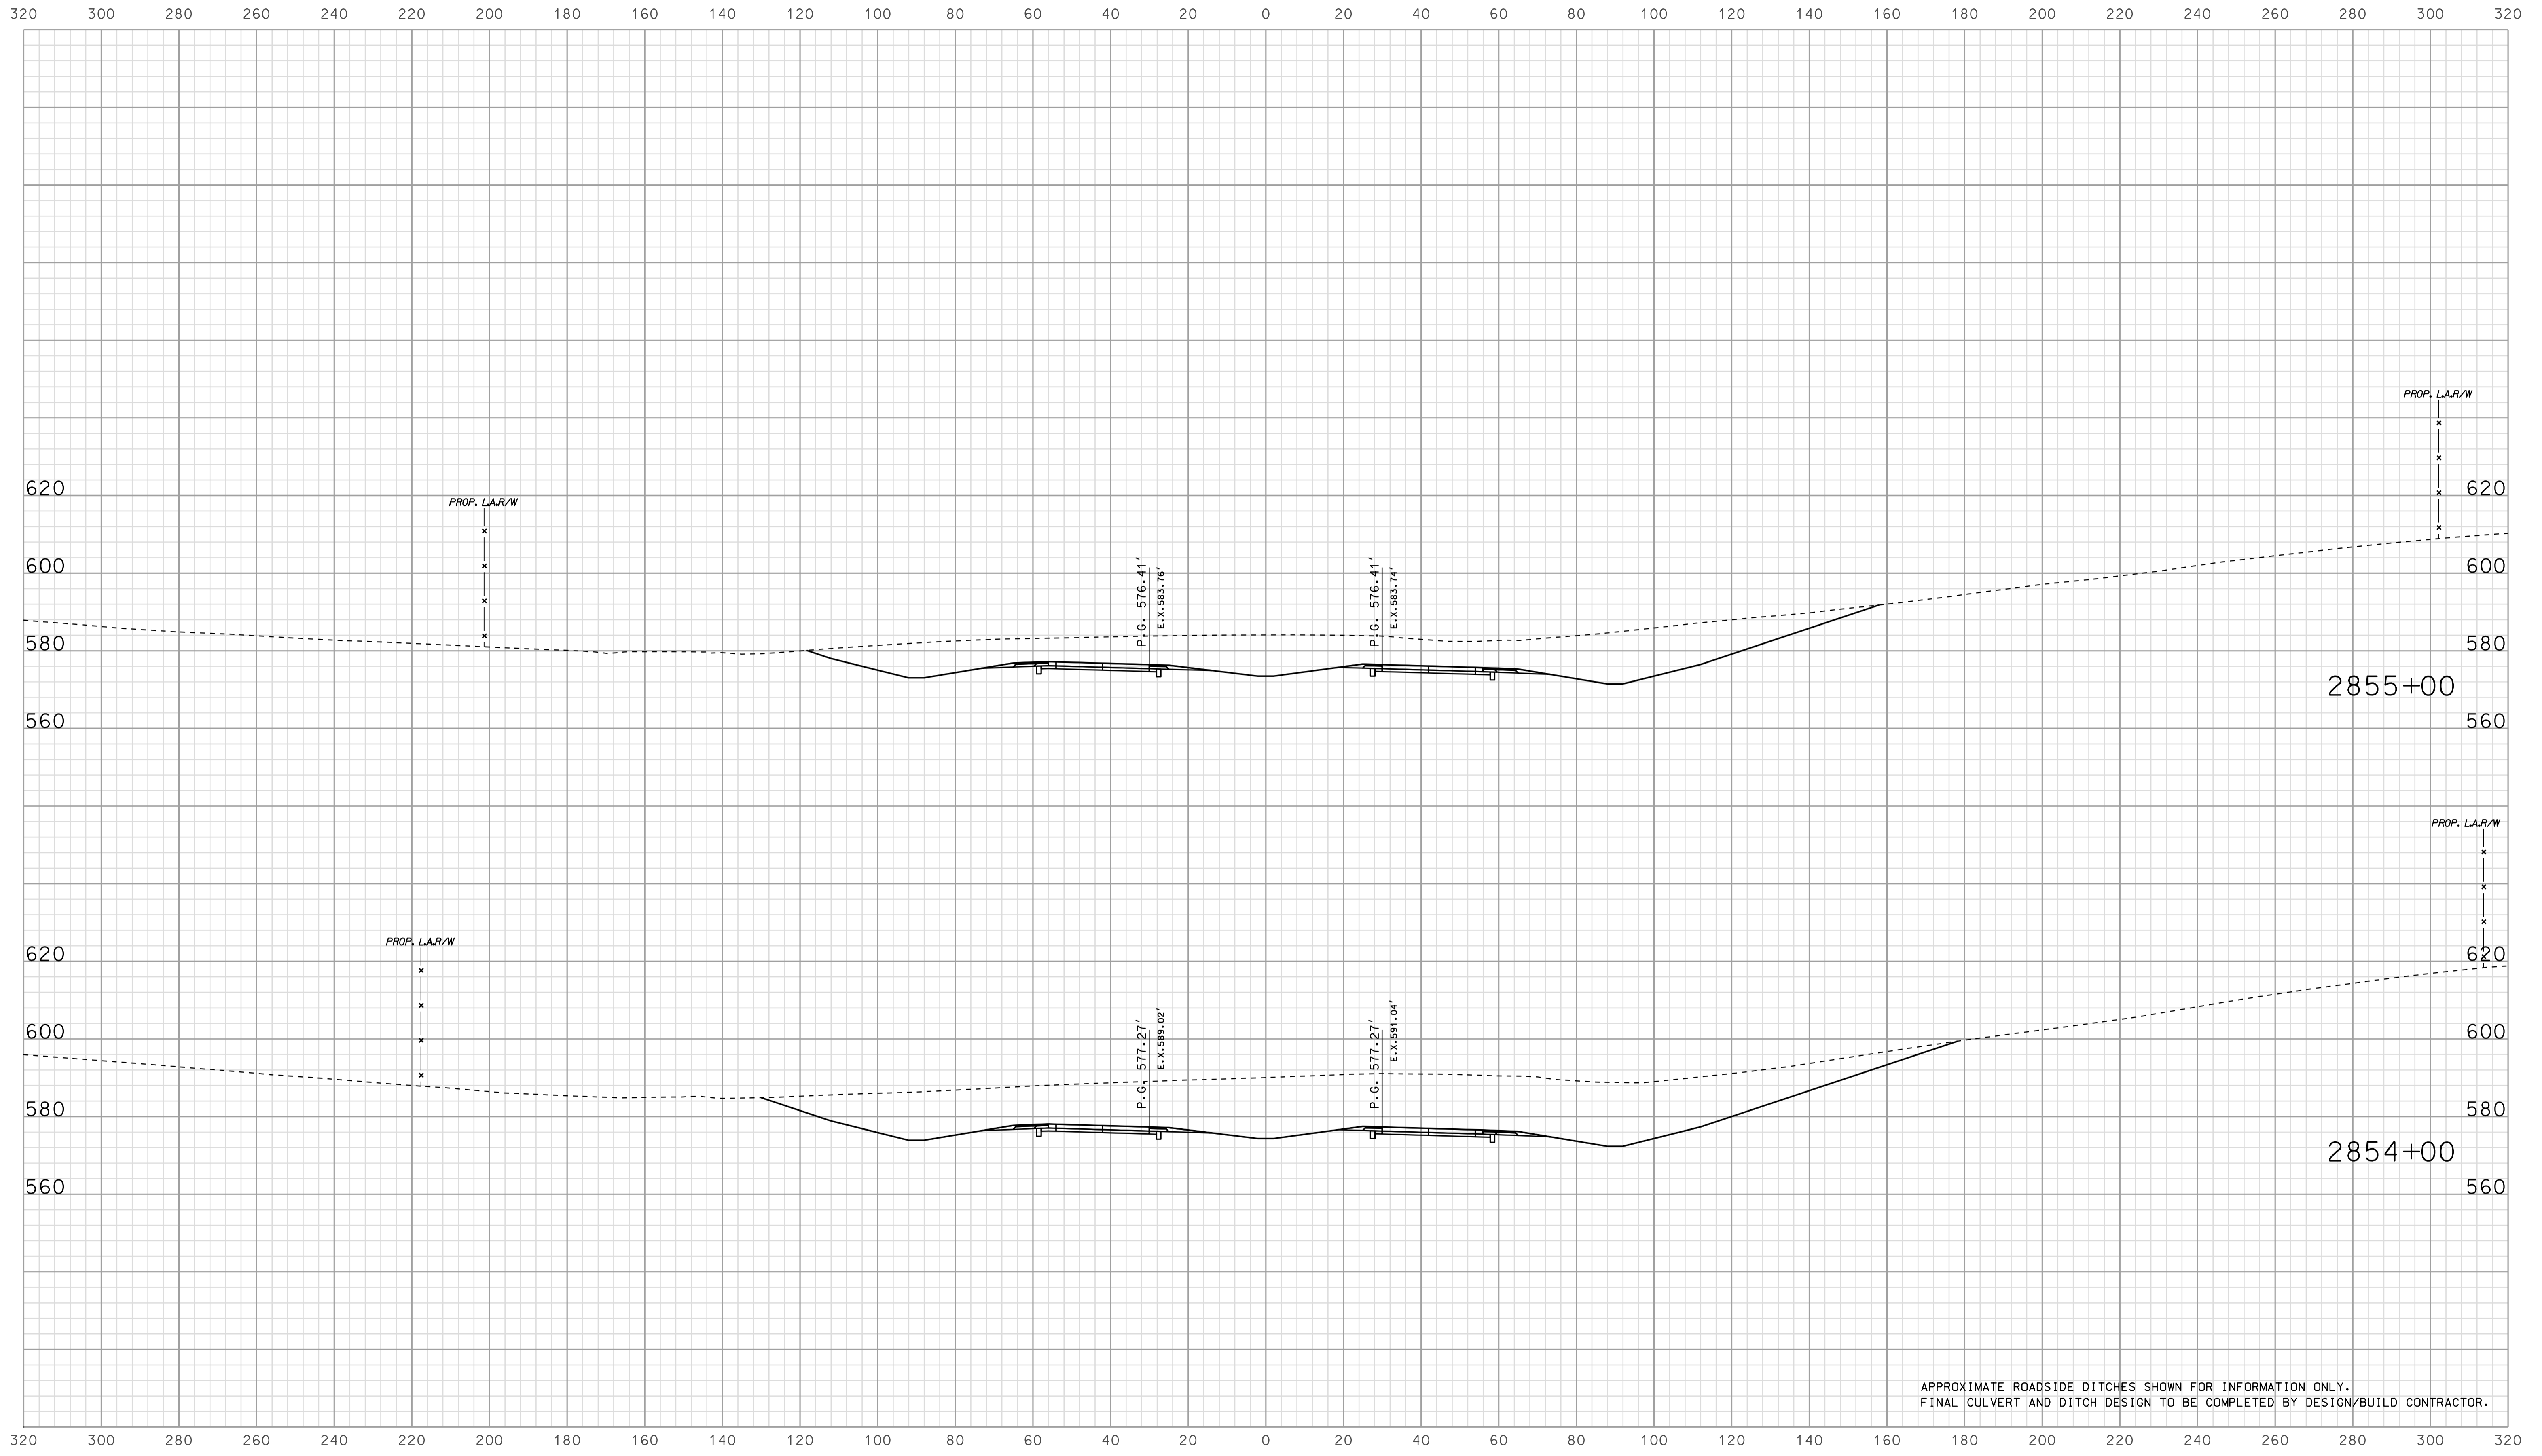 320 300 280 260 240 220 200 180 160 140 120 100 80 60 40 20 0 20 40 60 80 100 120 140 160 180 200 220 240 260 280 300 320
PROP. L.A.R/W
620 620
PROP. L.A.R/W
600 600
P.G. 576.41'
E.X.583.76'
P.G. 576.41'
E.X.583.74'
580 580
2855+00
560 560
PROP. L.A.R/W
PROP. L.A.R/W
620 620
600 600
P.G. 577.27'
E.X.589.02'
P.G. 577.27'
E.X.591.04'
580 580
2854+00
560 560
APPROXIMATE ROADSIDE DITCHES SHOWN FOR INFORMATION ONLY.
FINAL CULVERT AND DITCH DESIGN TO BE COMPLETED BY DESIGN/BUILD CONTRACTOR.
320 300 280 260 240 220 200 180 160 140 120 100 80 60 40 20 0 20 40 60 80 100 120 140 160 180 200 220 240 260 280 300 320